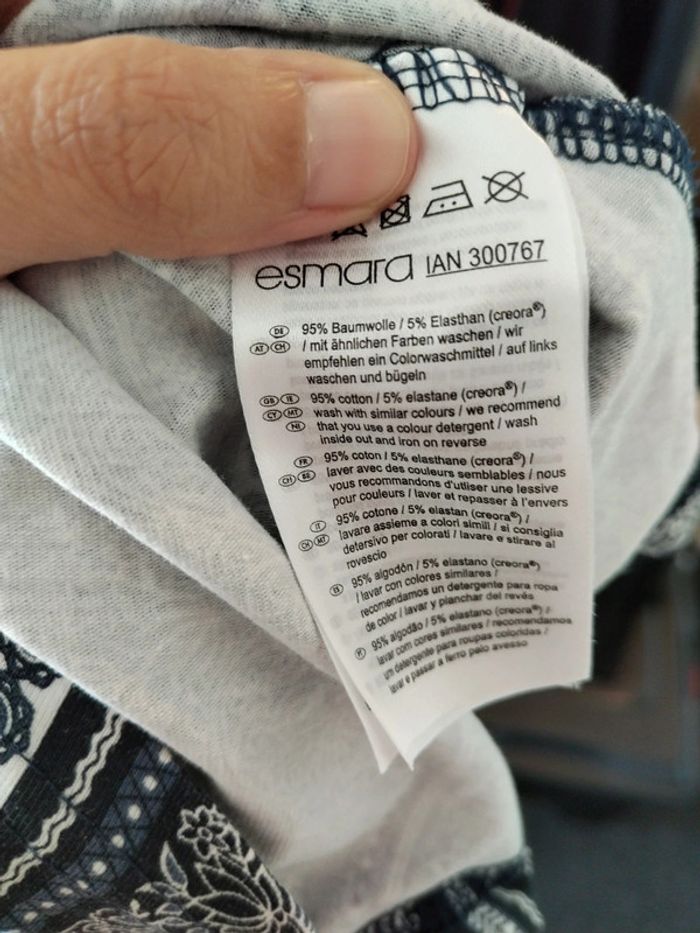 esmara IAN 300767
DE 95% Baumwolle / 5% Elasthan (creora®)
AT CH / mit ähnlichen Farben waschen / wir
empfehlen ein Colorwaschmittel / auf links
waschen und bügeln
GB IE 95% cotton / 5% elastane (creora®) /
CY MT wash with similar colours / we recommend
NI that you use a colour detergent / wash
inside out and iron on reverse
FR 95% coton / 5% élasthane (creora®) /
CH BE laver avec des couleurs semblables / nous
vous recommandons d'utiliser une lessive
pour couleurs / laver et repasser à l'envers
IT 95% cotone / 5% elastan (creora®) /
CH MT lavare assieme a colori simili / si consiglia
detersivo per colorati / lavare e stirare al
rovescio
ES 95% algodón / 5% elastano (creora®)
/ lavar con colores similares /
recomendamos un detergente para ropa
de color / lavar y planchar del revés
PT 95% algodão / 5% elastano (creora®) /
lavar com cores similares / recomendamos
um detergente para roupas coloridas /
lavar e passar a ferro pelo avesso